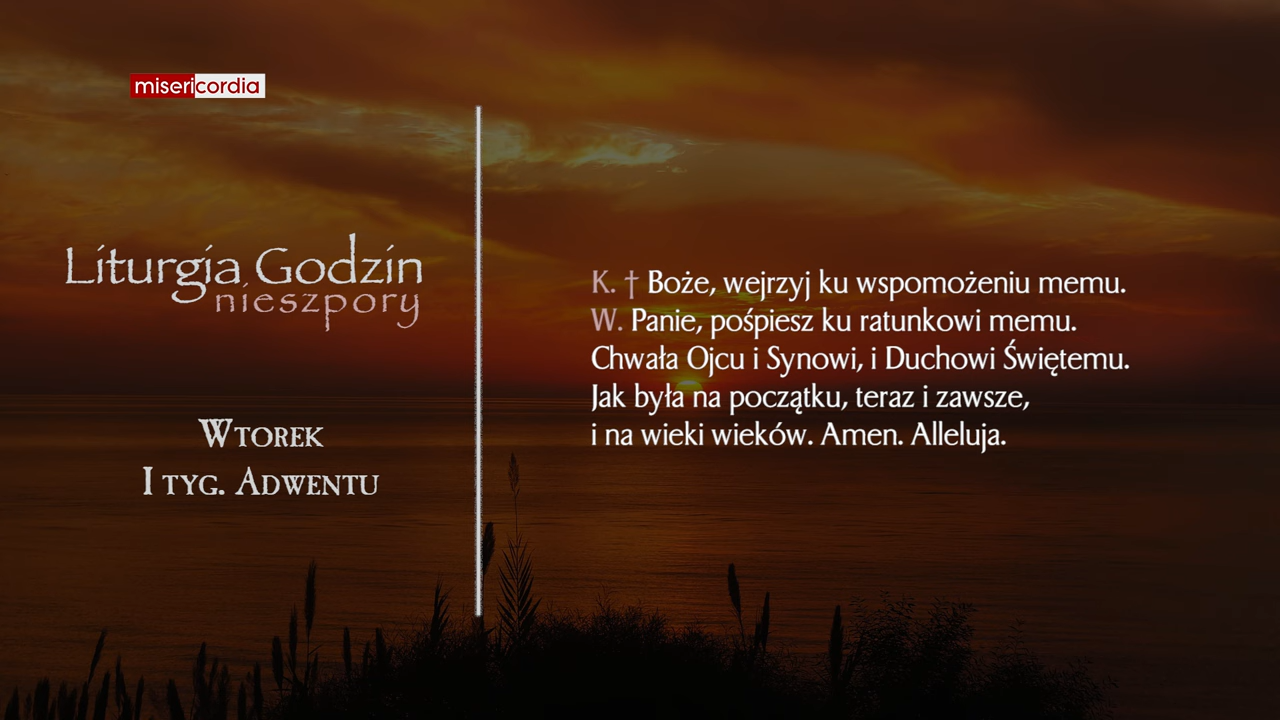 misericordia
Liturgia Godzin
nieszpory
Wtorek
I tyg. Adwentu
K. † Boże, wejrzyj ku wspomożeniu memu.
W. Panie, pośpiesz ku ratunkowi memu.
Chwała Ojcu i Synowi, i Duchowi Świętemu.
Jak była na początku, teraz i zawsze,
i na wieki wieków. Amen. Alleluja.